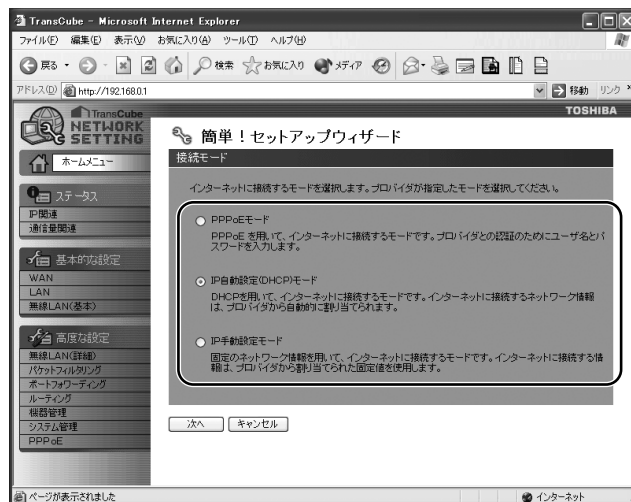 TransCube - Microsoft Internet Explorer
ファイル(F) 編集(E) 表示(V) お気に入り(A) ツール(T) ヘルプ(H)
戻る 検索 お気に入り メディア
アドレス(D) http://192.168.0.1 移動 リンク
TOSHIBA
TransCube
NETWORK
SETTING
ホームメニュー
ステータス
IP関連
通信量関連
基本的な設定
WAN
LAN
無線LAN(基本)
高度な設定
無線LAN(詳細)
パケットフィルタリング
ポートフォワーディング
ルーティング
機器管理
システム管理
PPPoE
簡単!セットアップウィザード
接続モード
インターネットに接続するモードを選択します。プロバイダが指定したモードを選択してください。
PPPoEモード
PPPoE を用いて、インターネットに接続するモードです。プロバイダとの認証のためにユーザ名とパ
スワードを入力します。
IP自動設定(DHCP)モード
DHCPを用いて、インターネットに接続するモードです。インターネットに接続するネットワーク情報
は、プロバイダから自動的に割り当てられます。
IP手動設定モード
固定のネットワーク情報を用いて、インターネットに接続するモードです。インターネットに接続する情
報は、プロバイダから割り当てられた固定値を使用します。
次へ キャンセル
ページが表示されました インターネット